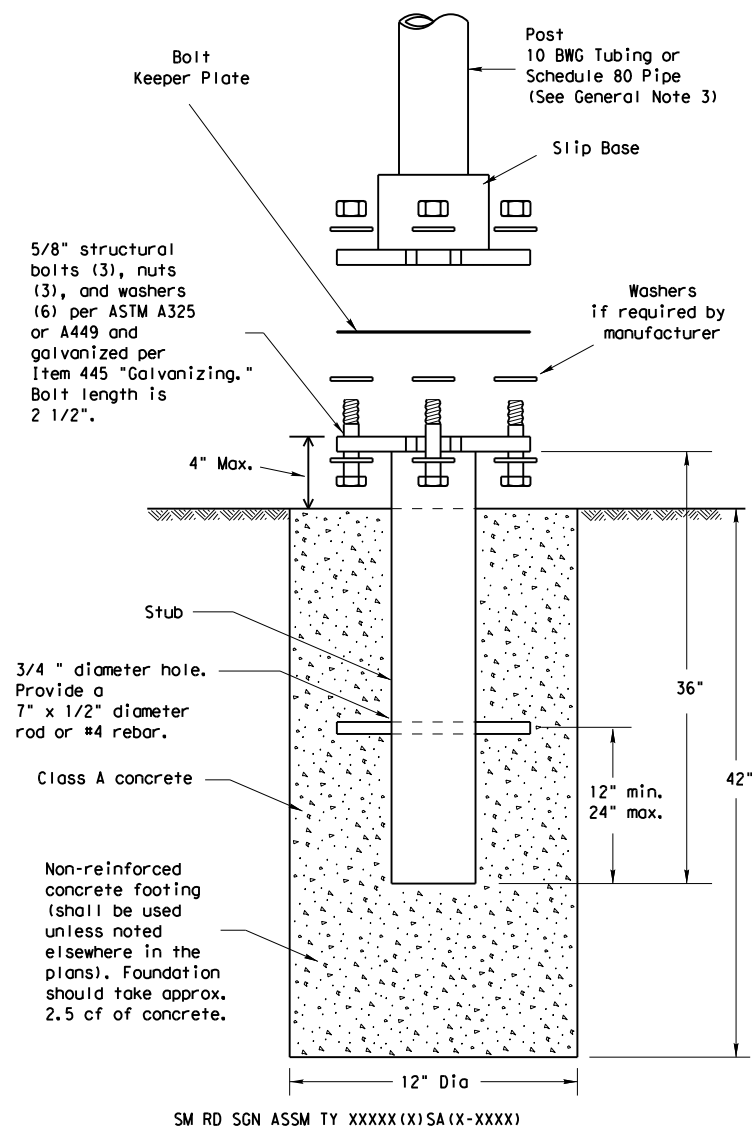 Bolt
Keeper Plate
Post
10 BWG Tubing or
Schedule 80 Pipe
(See General Note 3)
Slip Base
5/8" structural
bolts (3), nuts
(3), and washers
(6) per ASTM A325
or A449 and
galvanized per
Item 445 "Galvanizing."
Bolt length is
2 1/2".
Washers
if required by
manufacturer
4" Max.
Stub
3/4 " diameter hole.
Provide a
7" x 1/2" diameter
rod or #4 rebar.
36"
Class A concrete
12" min.
24" max.
42"
Non-reinforced
concrete footing
(shall be used
unless noted
elsewhere in the
plans). Foundation
should take approx.
2.5 cf of concrete.
12" Dia
SM RD SGN ASSM TY XXXXX(X)SA(X-XXXX)